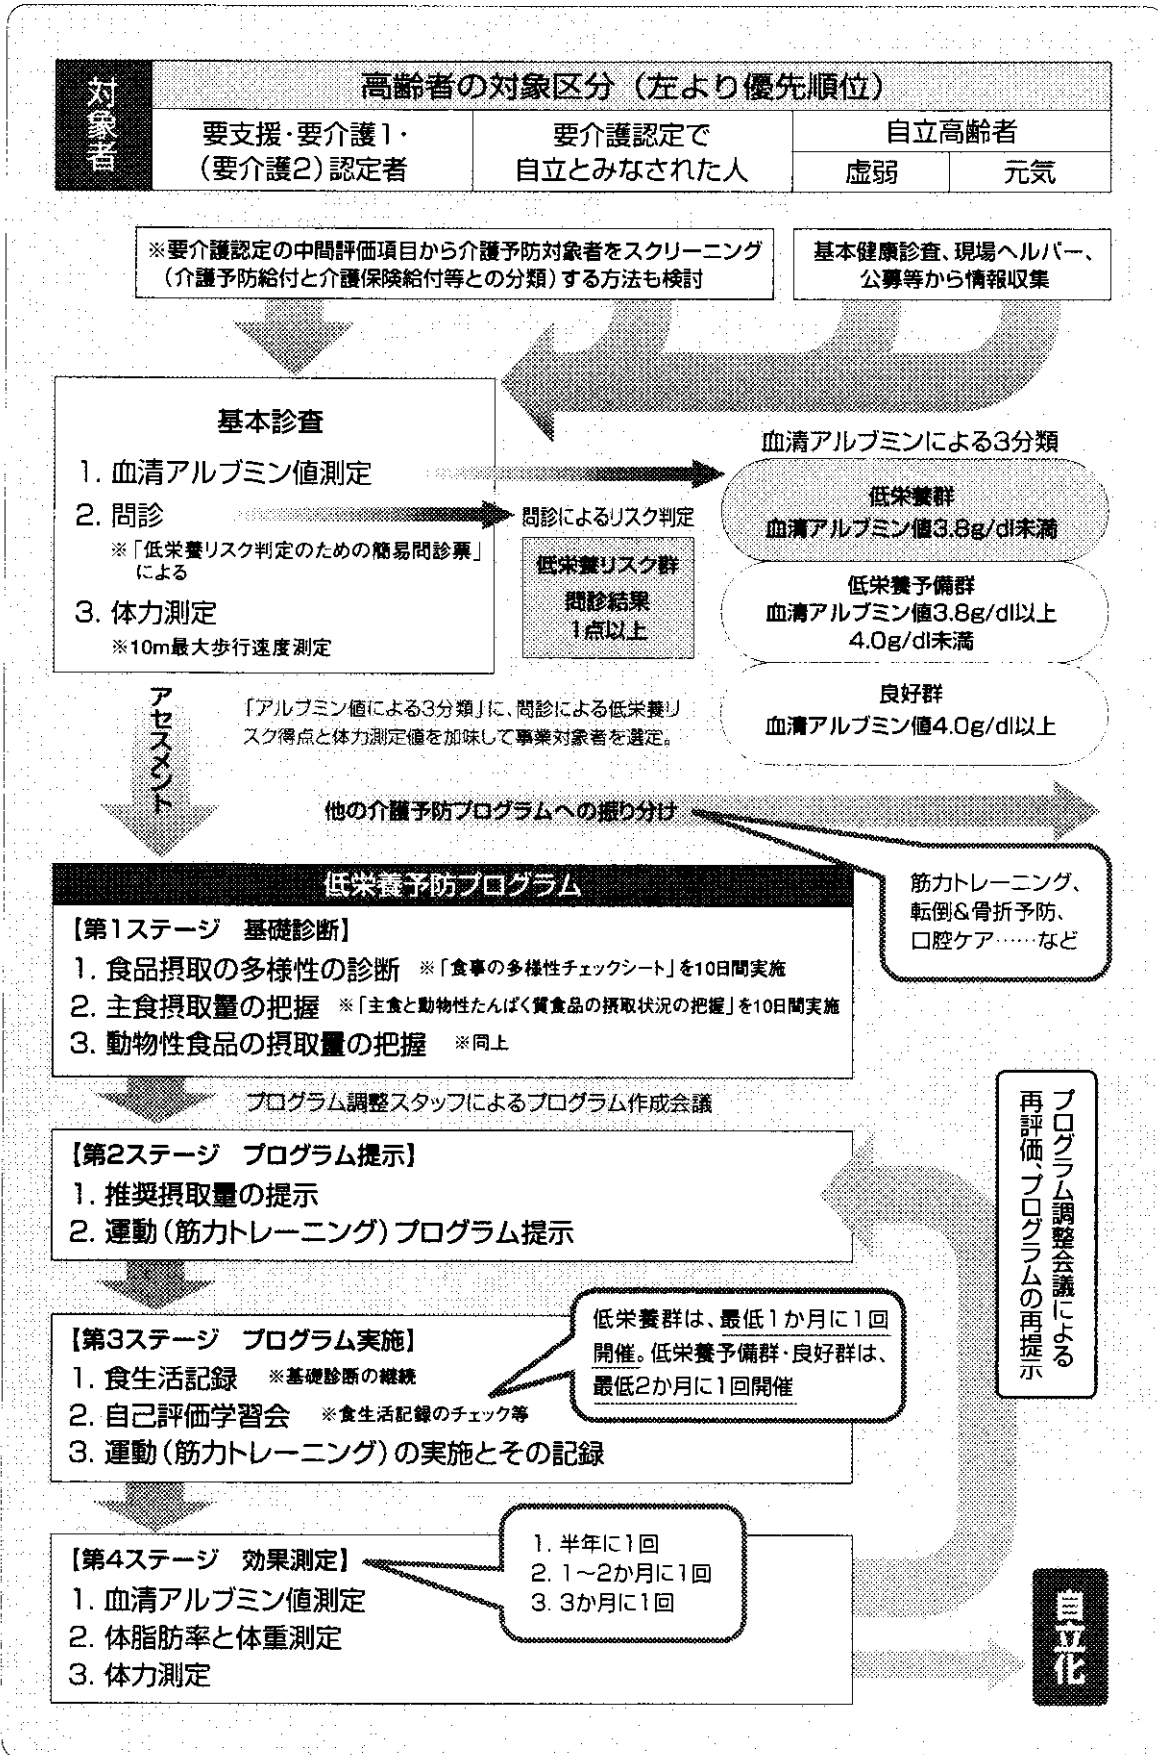 対象者
高齢者の対象区分（左より優先順位）
要支援・要介護1・
（要介護2）認定者
要介護認定で
自立とみなされた人
自立高齢者
虚弱
元気
※要介護認定の中間評価項目から介護予防対象者をスクリーニング
（介護予防給付と介護保険給付等との分類）する方法も検討
基本健康診査、現場ヘルパー、
公募等から情報収集
基本診査
1. 血清アルブミン値測定
2. 問診
※「低栄養リスク判定のための簡易問診票」
による
3. 体力測定
※10m最大歩行速度測定
問診によるリスク判定
低栄養リスク群
問診結果
1点以上
血清アルブミンによる3分類
低栄養群
血清アルブミン値3.8g/dl未満
低栄養予備群
血清アルブミン値3.8g/dl以上
4.0g/dl未満
良好群
血清アルブミン値4.0g/dl以上
アセスメント
「アルブミン値による3分類」に、問診による低栄養リ
スク得点と体力測定値を加味して事業対象者を選定。
他の介護予防プログラムへの振り分け
筋力トレーニング、
転倒&骨折予防、
口腔ケア……など
低栄養予防プログラム
【第1ステージ 基礎診断】
1. 食品摂取の多様性の診断 ※「食事の多様性チェックシート」を10日間実施
2. 主食摂取量の把握 ※「主食と動物性たんぱく質食品の摂取状況の把握」を10日間実施
3. 動物性食品の摂取量の把握 ※同上
プログラム調整スタッフによるプログラム作成会議
【第2ステージ プログラム提示】
1. 推奨摂取量の提示
2. 運動（筋力トレーニング）プログラム提示
プログラム調整会議による
再評価、プログラムの再提示
【第3ステージ プログラム実施】
1. 食生活記録 ※基礎診断の継続
2. 自己評価学習会 ※食生活記録のチェック等
3. 運動（筋力トレーニング）の実施とその記録
低栄養群は、最低1か月に1回
開催。低栄養予備群・良好群は、
最低2か月に1回開催
【第4ステージ 効果測定】
1. 血清アルブミン値測定
2. 体脂肪率と体重測定
3. 体力測定
1. 半年に1回
2. 1〜2か月に1回
3. 3か月に1回
自立化